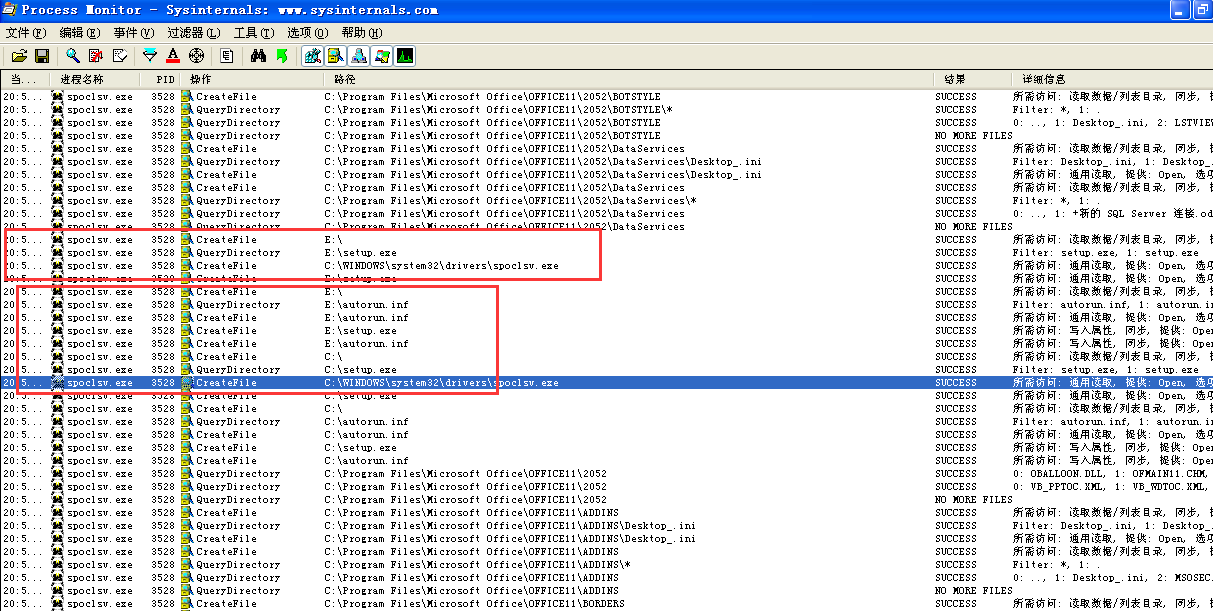 Process Monitor - Sysinternals: www.sysinternals.com
文件(F) 编辑(E) 事件(V) 过滤器(L) 工具(T) 选项(O) 帮助(H)
当... 进程名称 PID 操作 路径 结果 详细信息
20:5... spoclsv.exe 3528 CreateFile C:\Program Files\Microsoft Office\OFFICE11\2052\BOTSTYLE SUCCESS 所需访问: 读取数据/列表目录, 同步,
20:5... spoclsv.exe 3528 QueryDirectory C:\Program Files\Microsoft Office\OFFICE11\2052\BOTSTYLE\* SUCCESS Filter: *, 1: .
20:5... spoclsv.exe 3528 QueryDirectory C:\Program Files\Microsoft Office\OFFICE11\2052\BOTSTYLE SUCCESS 0: .., 1: Desktop_.ini, 2: LSTVIEW
20:5... spoclsv.exe 3528 QueryDirectory C:\Program Files\Microsoft Office\OFFICE11\2052\BOTSTYLE NO MORE FILES
20:5... spoclsv.exe 3528 CreateFile C:\Program Files\Microsoft Office\OFFICE11\2052\DataServices SUCCESS 所需访问: 读取数据/列表目录, 同步,
20:5... spoclsv.exe 3528 QueryDirectory C:\Program Files\Microsoft Office\OFFICE11\2052\DataServices\Desktop_.ini SUCCESS Filter: Desktop_.ini, 1: Desktop_.
20:5... spoclsv.exe 3528 CreateFile C:\Program Files\Microsoft Office\OFFICE11\2052\DataServices\Desktop_.ini SUCCESS 所需访问: 通用读取, 提供: Open, 选项
20:5... spoclsv.exe 3528 CreateFile C:\Program Files\Microsoft Office\OFFICE11\2052\DataServices SUCCESS 所需访问: 读取数据/列表目录, 同步,
20:5... spoclsv.exe 3528 QueryDirectory C:\Program Files\Microsoft Office\OFFICE11\2052\DataServices\* SUCCESS Filter: *, 1: .
20:5... spoclsv.exe 3528 QueryDirectory C:\Program Files\Microsoft Office\OFFICE11\2052\DataServices SUCCESS 0: .., 1: +新的 SQL Server 连接.od
20:5... spoclsv.exe 3528 QueryDirectory C:\Program Files\Microsoft Office\OFFICE11\2052\DataServices NO MORE FILES
20:5... spoclsv.exe 3528 CreateFile E:\ SUCCESS 所需访问: 读取数据/列表目录, 同步,
20:5... spoclsv.exe 3528 QueryDirectory E:\setup.exe SUCCESS Filter: setup.exe, 1: setup.exe
20:5... spoclsv.exe 3528 CreateFile C:\WINDOWS\system32\drivers\spoclsv.exe SUCCESS 所需访问: 通用读取, 提供: Open, 选项
20:5... spoclsv.exe 3528 CreateFile E:\setup.exe SUCCESS 所需访问: 通用读取, 提供: Open, 选项
20:5... spoclsv.exe 3528 CreateFile E:\ SUCCESS 所需访问: 读取数据/列表目录, 同步,
20:5... spoclsv.exe 3528 QueryDirectory E:\autorun.inf SUCCESS Filter: autorun.inf, 1: autorun.in
20:5... spoclsv.exe 3528 CreateFile E:\autorun.inf SUCCESS 所需访问: 通用读取, 提供: Open, 选项
20:5... spoclsv.exe 3528 CreateFile E:\setup.exe SUCCESS 所需访问: 写入属性, 同步, 提供: Open
20:5... spoclsv.exe 3528 CreateFile E:\autorun.inf SUCCESS 所需访问: 写入属性, 同步, 提供: Open
20:5... spoclsv.exe 3528 CreateFile C:\ SUCCESS 所需访问: 读取数据/列表目录, 同步,
20:5... spoclsv.exe 3528 QueryDirectory C:\setup.exe SUCCESS Filter: setup.exe, 1: setup.exe
20:5... spoclsv.exe 3528 CreateFile C:\WINDOWS\system32\drivers\spoclsv.exe SUCCESS 所需访问: 通用读取, 提供: Open, 选项
20:5... spoclsv.exe 3528 CreateFile C:\setup.exe SUCCESS 所需访问: 通用读取, 提供: Open, 选项
20:5... spoclsv.exe 3528 CreateFile C:\ SUCCESS 所需访问: 读取数据/列表目录, 同步,
20:5... spoclsv.exe 3528 QueryDirectory C:\autorun.inf SUCCESS Filter: autorun.inf, 1: autorun.in
20:5... spoclsv.exe 3528 CreateFile C:\autorun.inf SUCCESS 所需访问: 通用读取, 提供: Open, 选项
20:5... spoclsv.exe 3528 CreateFile C:\setup.exe SUCCESS 所需访问: 写入属性, 同步, 提供: Open
20:5... spoclsv.exe 3528 CreateFile C:\autorun.inf SUCCESS 所需访问: 写入属性, 同步, 提供: Open
20:5... spoclsv.exe 3528 QueryDirectory C:\Program Files\Microsoft Office\OFFICE11\2052 SUCCESS 0: OBALLOON.DLL, 1: OFMAIN11.CHM,
20:5... spoclsv.exe 3528 QueryDirectory C:\Program Files\Microsoft Office\OFFICE11\2052 SUCCESS 0: VB_PPTOC.XML, 1: VB_WDTOC.XML,
20:5... spoclsv.exe 3528 QueryDirectory C:\Program Files\Microsoft Office\OFFICE11\2052 NO MORE FILES
20:5... spoclsv.exe 3528 CreateFile C:\Program Files\Microsoft Office\OFFICE11\ADDINS SUCCESS 所需访问: 读取数据/列表目录, 同步,
20:5... spoclsv.exe 3528 QueryDirectory C:\Program Files\Microsoft Office\OFFICE11\ADDINS\Desktop_.ini SUCCESS Filter: Desktop_.ini, 1: Desktop_.
20:5... spoclsv.exe 3528 CreateFile C:\Program Files\Microsoft Office\OFFICE11\ADDINS\Desktop_.ini SUCCESS 所需访问: 通用读取, 提供: Open, 选项
20:5... spoclsv.exe 3528 CreateFile C:\Program Files\Microsoft Office\OFFICE11\ADDINS SUCCESS 所需访问: 读取数据/列表目录, 同步,
20:5... spoclsv.exe 3528 QueryDirectory C:\Program Files\Microsoft Office\OFFICE11\ADDINS\* SUCCESS Filter: *, 1: .
20:5... spoclsv.exe 3528 QueryDirectory C:\Program Files\Microsoft Office\OFFICE11\ADDINS SUCCESS 0: .., 1: Desktop_.ini, 2: MSOSEC.
20:5... spoclsv.exe 3528 QueryDirectory C:\Program Files\Microsoft Office\OFFICE11\ADDINS NO MORE FILES
20:5... spoclsv.exe 3528 CreateFile C:\Program Files\Microsoft Office\OFFICE11\BORDERS SUCCESS 所需访问: 读取数据/列表目录, 同步,